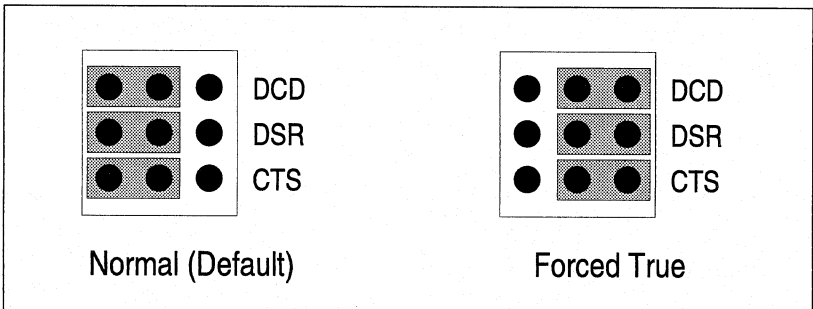 DCD
DSR
CTS
Normal (Default)
DCD
DSR
CTS
Forced True